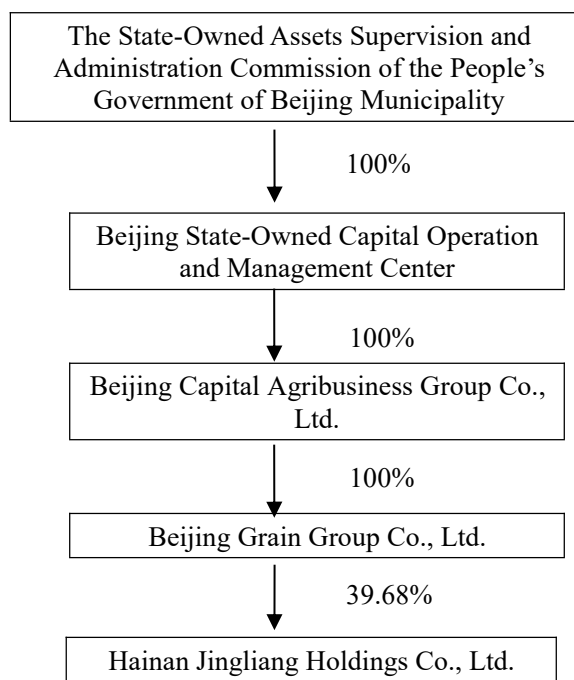 The State-Owned Assets Supervision and
Administration Commission of the People’s
Government of Beijing Municipality
100%
Beijing State-Owned Capital Operation
and Management Center
100%
Beijing Capital Agribusiness Group Co.,
Ltd.
100%
Beijing Grain Group Co., Ltd.
39.68%
Hainan Jingliang Holdings Co., Ltd.